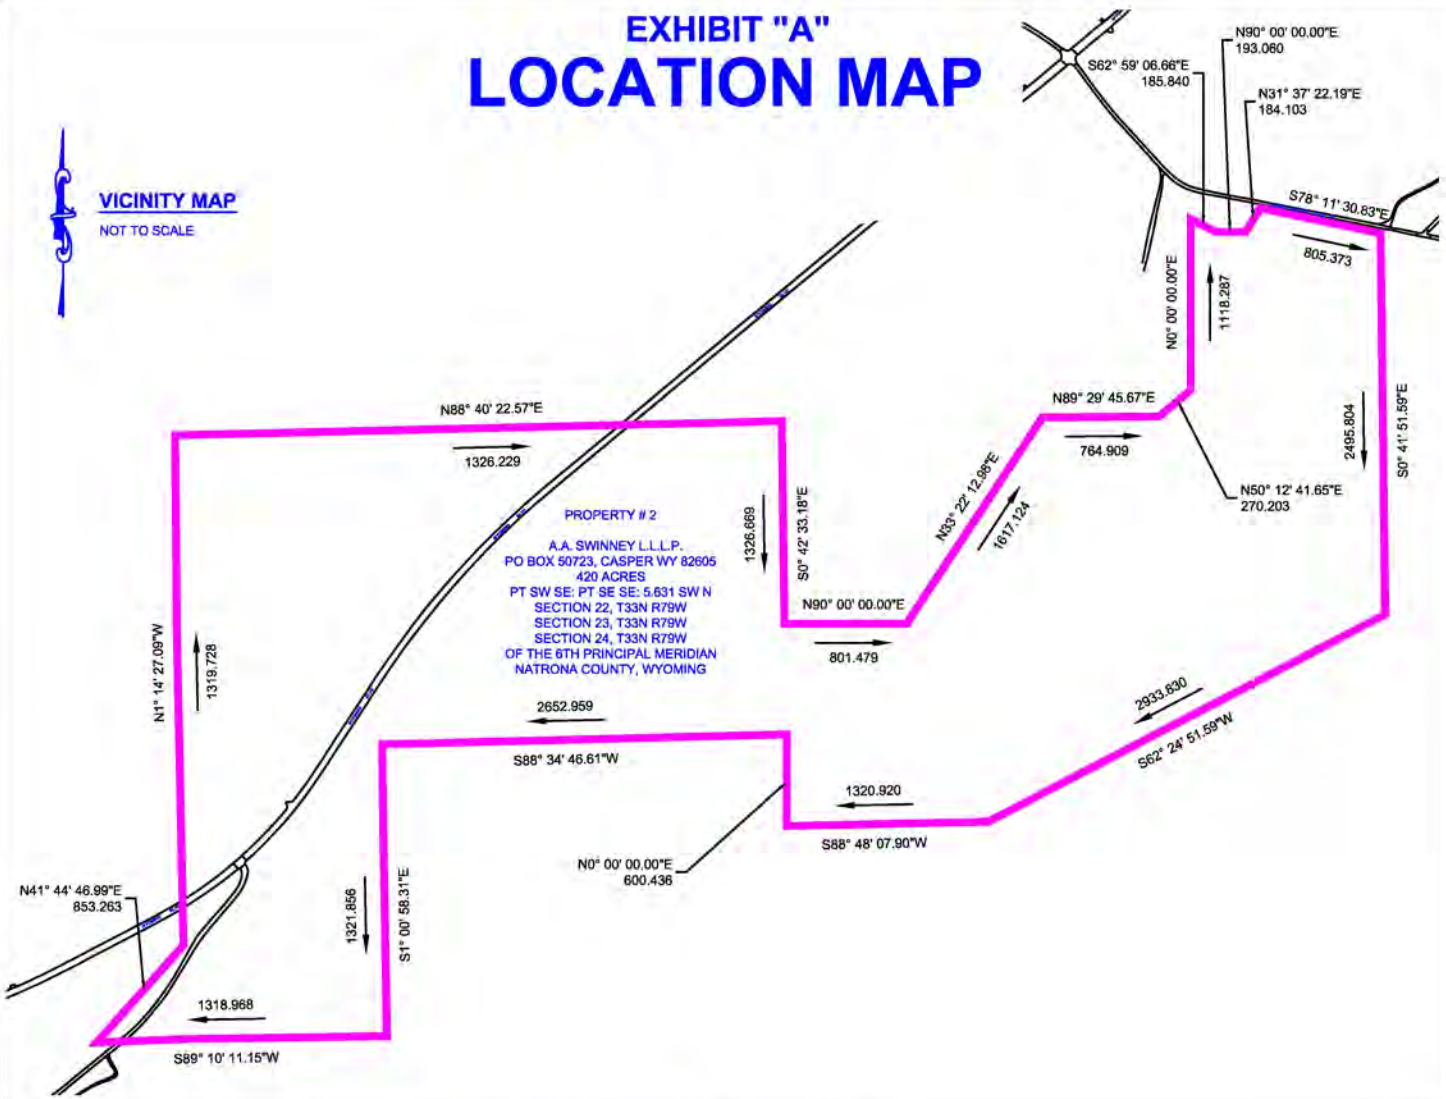 EXHIBIT "A"
LOCATION MAP
VICINITY MAP
NOT TO SCALE
N90° 00' 00.00"E
193.060
S62° 59' 06.66"E
185.840
N31° 37' 22.19"E
184.103
S78° 11' 30.83"E
805.373
N0° 00' 00.00"E
1118.287
N88° 40' 22.57"E
1326.229
N89° 29' 45.67"E
764.909
2495.804
S0° 41' 51.59"E
N50° 12' 41.65"E
270.203
N33° 22' 12.98"E
1617.124
1326.669
S0° 42' 33.18"E
PROPERTY # 2
A.A. SWINNEY L.L.L.P.
PO BOX 50723, CASPER WY 82605
420 ACRES
PT SW SE: PT SE SE: 5.631 SW N
SECTION 22, T33N R79W
SECTION 23, T33N R79W
SECTION 24, T33N R79W
OF THE 6TH PRINCIPAL MERIDIAN
NATRONA COUNTY, WYOMING
N90° 00' 00.00"E
801.479
N1° 14' 27.09"W
1319.728
2652.959
S88° 34' 46.61"W
2933.830
S62° 24' 51.59"W
1320.920
S88° 48' 07.90"W
N0° 00' 00.00"E
600.436
N41° 44' 46.99"E
853.263
1321.856
S1° 00' 58.31"E
1318.968
S89° 10' 11.15"W